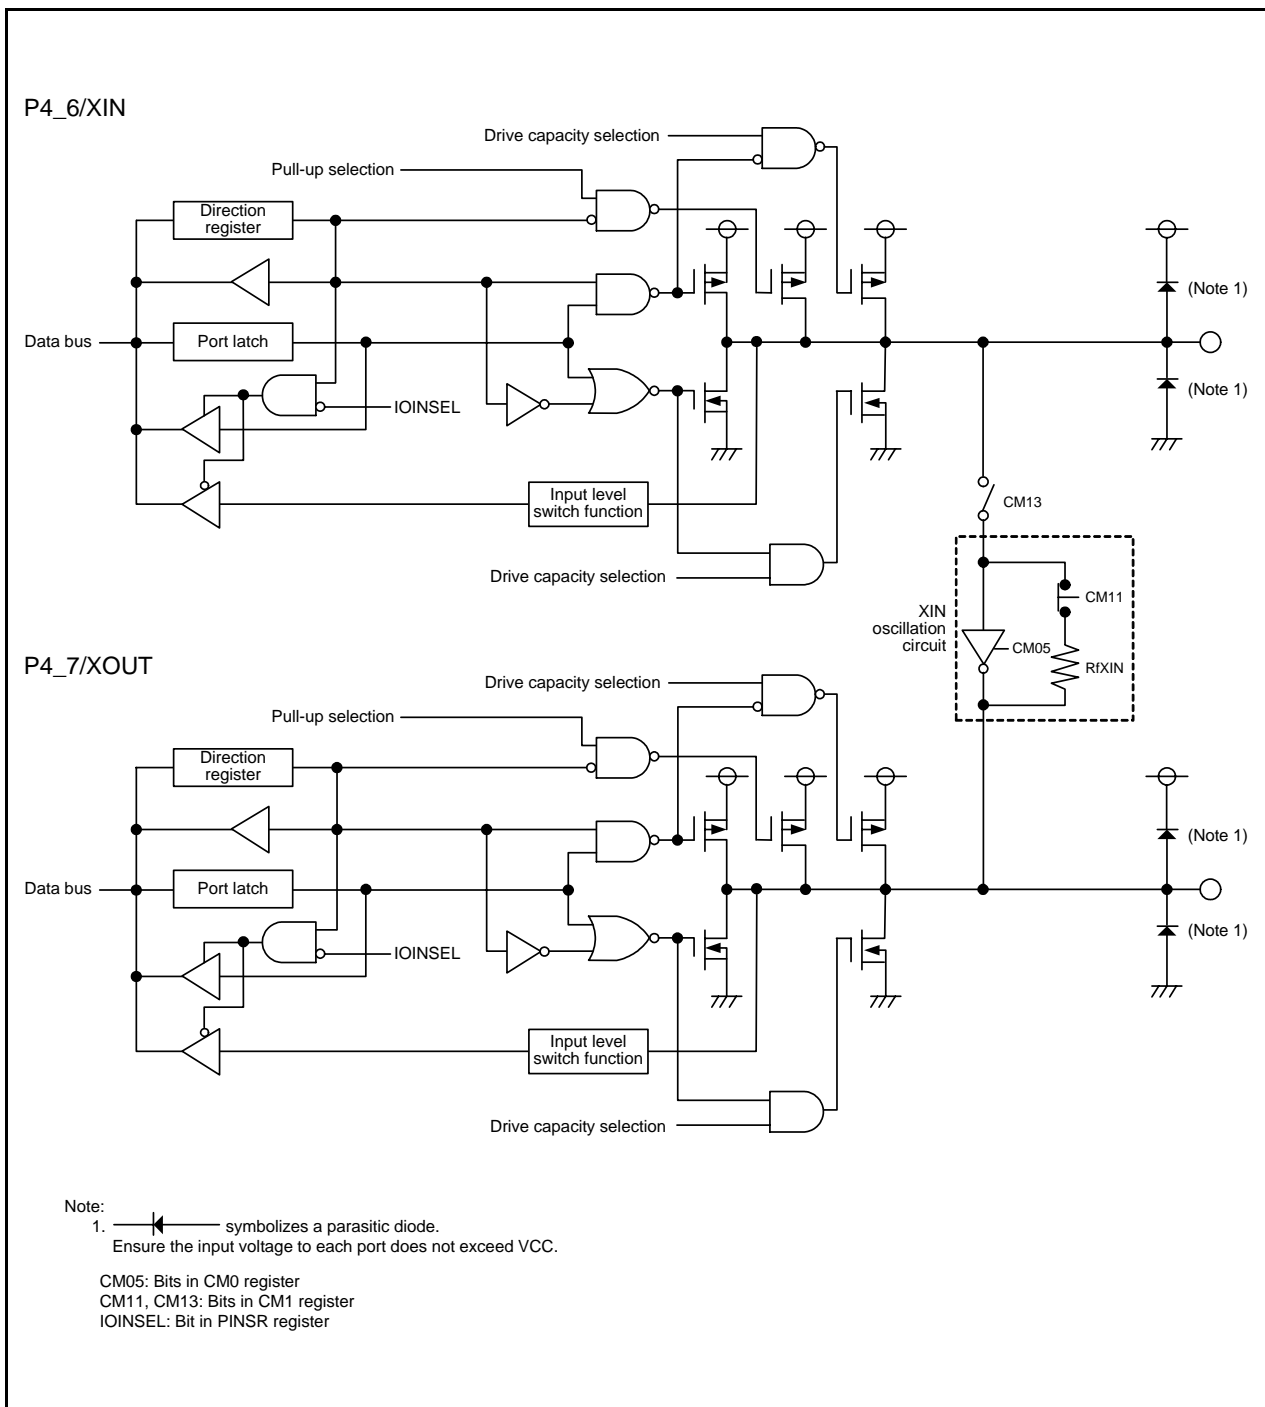 P4_6/XIN
Drive capacity selection
Pull-up selection
Direction
register
(Note 1)
Data bus
Port latch
(Note 1)
IOINSEL
Input level
switch function
CM13
Drive capacity selection
CM11
XIN
oscillation
circuit
CM05
RfXIN
P4_7/XOUT
Drive capacity selection
Pull-up selection
Direction
register
(Note 1)
Data bus
Port latch
(Note 1)
IOINSEL
Input level
switch function
Drive capacity selection
Note:
1. symbolizes a parasitic diode.
Ensure the input voltage to each port does not exceed VCC.
CM05: Bits in CM0 register
CM11, CM13: Bits in CM1 register
IOINSEL: Bit in PINSR register